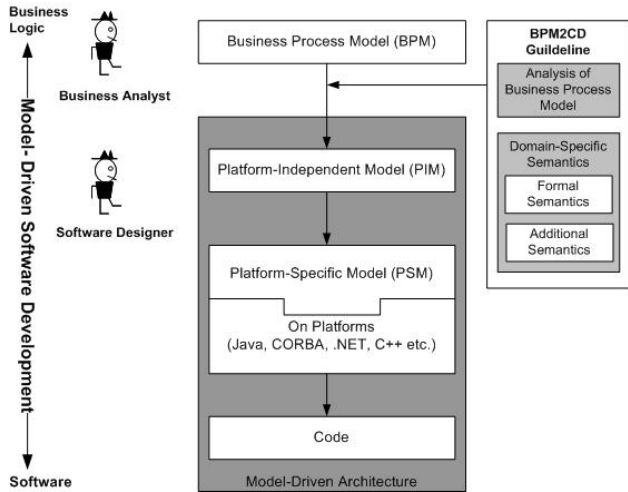 Business
Logic
Model- Driven Software Development
Software
Business Analyst
Software Designer
Business Process Model (BPM)
Platform-Independent Model (PIM)
Platform-Specific Model (PSM)
On Platforms
(Java, CORBA, .NET, C++ etc.)
Code
Model-Driven Architecture
BPM2CD
Guildeline
Analysis of
Business Process
Model
Domain-Specific
Semantics
Formal
Semantics
Additional
Semantics